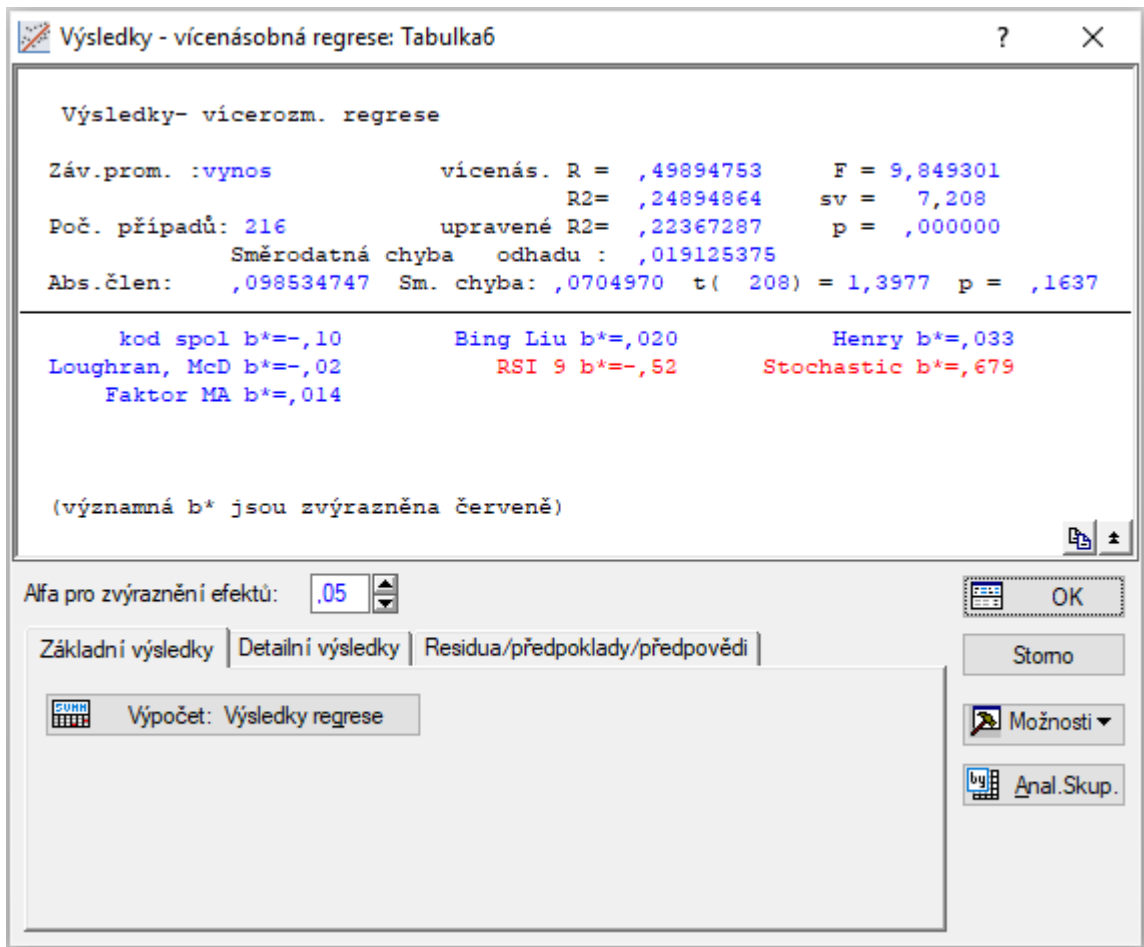 Výsledky - vícenásobná regrese: Tabulka6 ?
Výsledky- vícerozm. regrese
Záv.prom. :vynos vícenás. R = ,49894753 F = 9,849301
R2= ,24894864 sv = 7,208
Poč. případů: 216 upravené R2= ,22367287 p = ,000000
Směrodatná chyba odhadu : ,019125375
Abs.člen: ,098534747 Sm. chyba: ,0704970 t( 208) = 1,3977 p = ,1637
kod spol b*=-,10 Bing Liu b*=,020 Henry b*=,033
Loughran, McD b*=-,02 RSI 9 b*=-,52 Stochastic b*=,679
Faktor MA b*=,014
(významná b* jsou zvýrazněna červeně)
Alfa pro zvýraznění efektů: ,05
OK
Základní výsledky Detailní výsledky Residua/předpoklady/předpovědi
Storno
SUMM Výpočet: Výsledky regrese
Možnosti
by Anal.Skup.